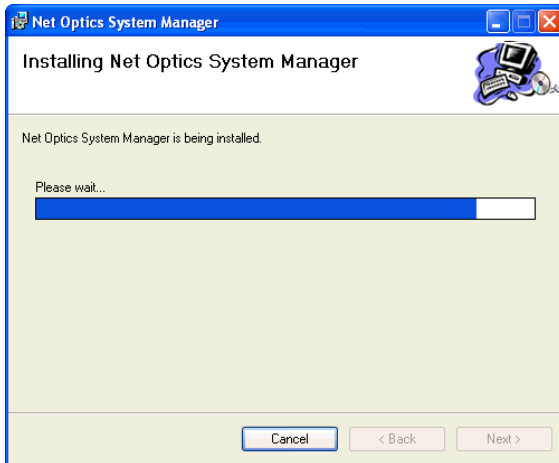 Net Optics System Manager
Installing Net Optics System Manager
Net Optics System Manager is being installed.
Please wait...
Cancel
< Back
Next >